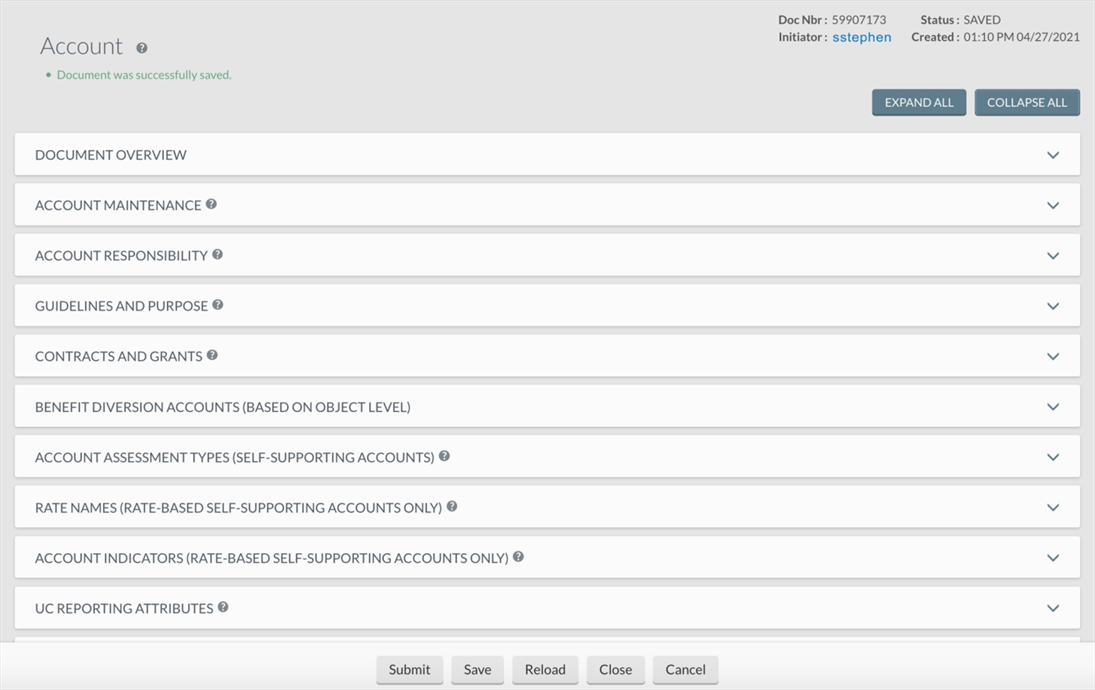 Doc Nbr : 59907173 Status : SAVED
Initiator : sstephen Created : 01:10 PM 04/27/2021
Account
Document was successfully saved.
EXPAND ALL COLLAPSE ALL
DOCUMENT OVERVIEW
ACCOUNT MAINTENANCE
ACCOUNT RESPONSIBILITY
GUIDELINES AND PURPOSE
CONTRACTS AND GRANTS
BENEFIT DIVERSION ACCOUNTS (BASED ON OBJECT LEVEL)
ACCOUNT ASSESSMENT TYPES (SELF-SUPPORTING ACCOUNTS)
RATE NAMES (RATE-BASED SELF-SUPPORTING ACCOUNTS ONLY)
ACCOUNT INDICATORS (RATE-BASED SELF-SUPPORTING ACCOUNTS ONLY)
UC REPORTING ATTRIBUTES
Submit Save Reload Close Cancel